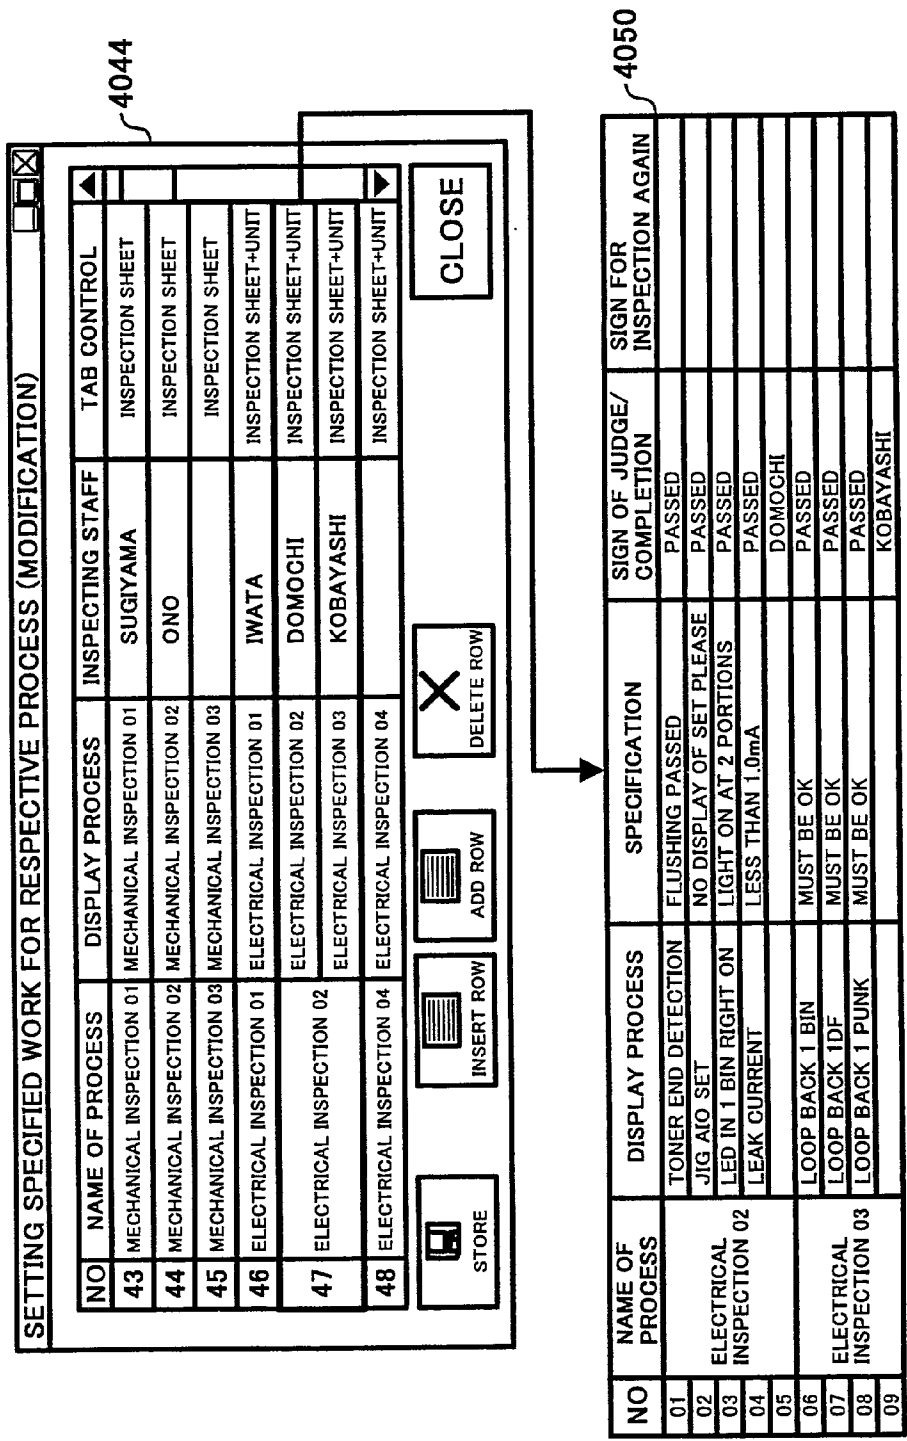 SETTING SPECIFIED WORK FOR RESPECTIVE PROCESS (MODIFICATION)
4044
NO NAME OF PROCESS DISPLAY PROCESS INSPECTING STAFF TAB CONTROL
43 MECHANICAL INSPECTION 01 MECHANICAL INSPECTION 01 SUGIYAMA INSPECTION SHEET
44 MECHANICAL INSPECTION 02 MECHANICAL INSPECTION 02 ONO INSPECTION SHEET
45 MECHANICAL INSPECTION 03 MECHANICAL INSPECTION 03 INSPECTION SHEET
46 ELECTRICAL INSPECTION 01 ELECTRICAL INSPECTION 01 IWATA INSPECTION SHEET+UNIT
47 ELECTRICAL INSPECTION 02 ELECTRICAL INSPECTION 02 DOMOCHI INSPECTION SHEET+UNIT
ELECTRICAL INSPECTION 03 KOBAYASHI INSPECTION SHEET+UNIT
48 ELECTRICAL INSPECTION 04 ELECTRICAL INSPECTION 04 INSPECTION SHEET+UNIT
STORE INSERT ROW ADD ROW DELETE ROW CLOSE
4050
NO NAME OF PROCESS DISPLAY PROCESS SPECIFICATION SIGN OF JUDGE/ COMPLETION SIGN FOR INSPECTION AGAIN
ELECTRICAL INSPECTION 02
01 TONER END DETECTION FLUSHING PASSED PASSED
02 JIG AIO SET NO DISPLAY OF SET PLEASE PASSED
03 LED IN 1 BIN RIGHT ON LIGHT ON AT 2 PORTIONS PASSED
04 LEAK CURRENT LESS THAN 1.0mA PASSED
05 DOMOCHI
ELECTRICAL INSPECTION 03
06 LOOP BACK 1 BIN MUST BE OK PASSED
07 LOOP BACK 1DF MUST BE OK PASSED
08 LOOP BACK 1 PUNK MUST BE OK PASSED
09 KOBAYASHI